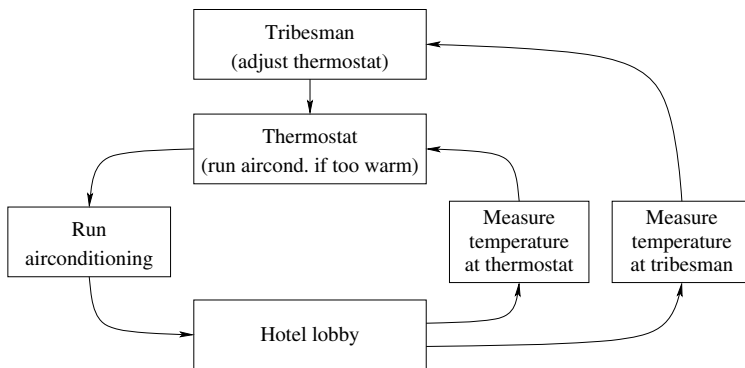 Tribesman
(adjust thermostat)
Thermostat
(run aircond. if too warm)
Run
airconditioning
Measure
temperature
at thermostat
Measure
temperature
at tribesman
Hotel lobby